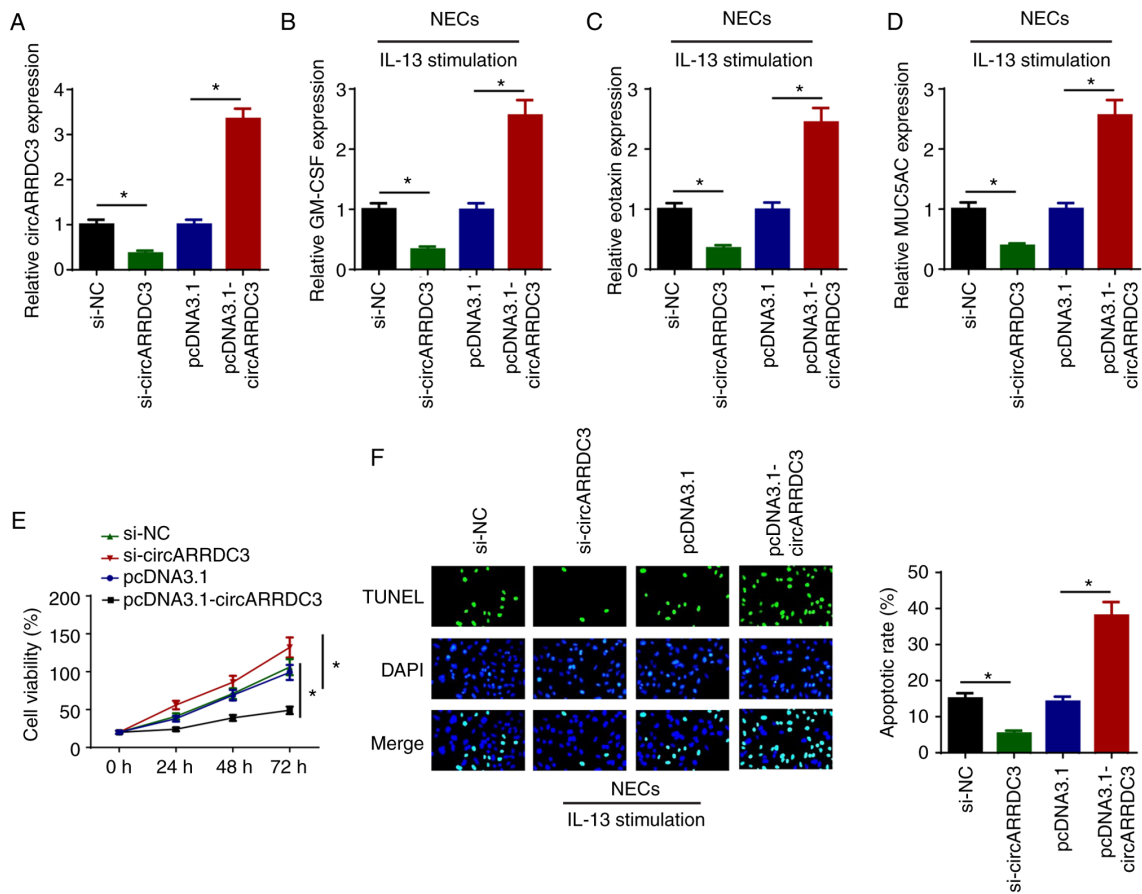 A
Relative circARRDC3 expression
4
3
2
1
0
*
*
si-NC
si-circARRDC3
pcDNA3.1
pcDNA3.1-
circARRDC3
B
NECs
IL-13 stimulation
Relative GM-CSF expression
3
2
1
0
*
*
si-NC
si-circARRDC3
pcDNA3.1
pcDNA3.1-
circARRDC3
C
NECs
IL-13 stimulation
Relative eotaxin expression
3
2
1
0
*
*
si-NC
si-circARRDC3
pcDNA3.1
pcDNA3.1-
circARRDC3
D
NECs
IL-13 stimulation
Relative MUC5AC expression
3
2
1
0
*
*
si-NC
si-circARRDC3
pcDNA3.1
pcDNA3.1-
circARRDC3
E
si-NC
si-circARRDC3
pcDNA3.1
pcDNA3.1-circARRDC3
Cell viability (%)
200
150
100
50
0
*
*
0 h
24 h
48 h
72 h
F
si-NC
si-circARRDC3
pcDNA3.1
pcDNA3.1-
circARRDC3
TUNEL
DAPI
Merge
NECs
IL-13 stimulation
Apoptotic rate (%)
50
40
30
20
10
0
*
*
si-NC
si-circARRDC3
pcDNA3.1
pcDNA3.1-
circARRDC3